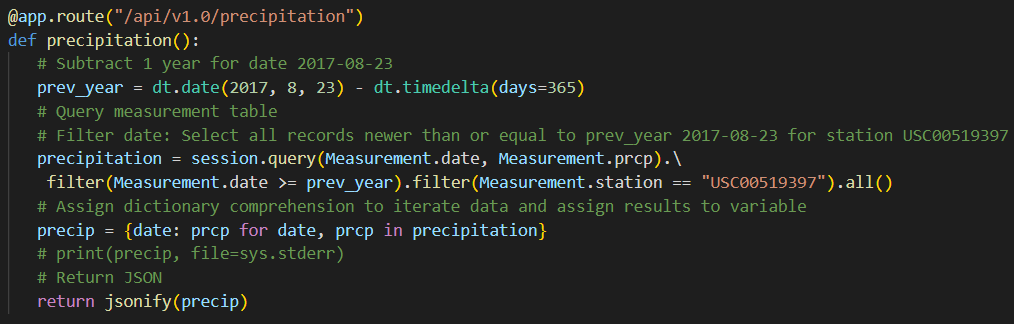 @app.route("/api/v1.0/precipitation")
def precipitation():
# Subtract 1 year for date 2017-08-23
prev_year = dt.date(2017, 8, 23) - dt.timedelta(days=365)
# Query measurement table
# Filter date: Select all records newer than or equal to prev_year 2017-08-23 for station USC00519397
precipitation = session.query(Measurement.date, Measurement.prcp).\
filter(Measurement.date >= prev_year).filter(Measurement.station == "USC00519397").all()
# Assign dictionary comprehension to iterate data and assign results to variable
precip = {date: prcp for date, prcp in precipitation}
# print(precip, file=sys.stderr)
# Return JSON
return jsonify(precip)